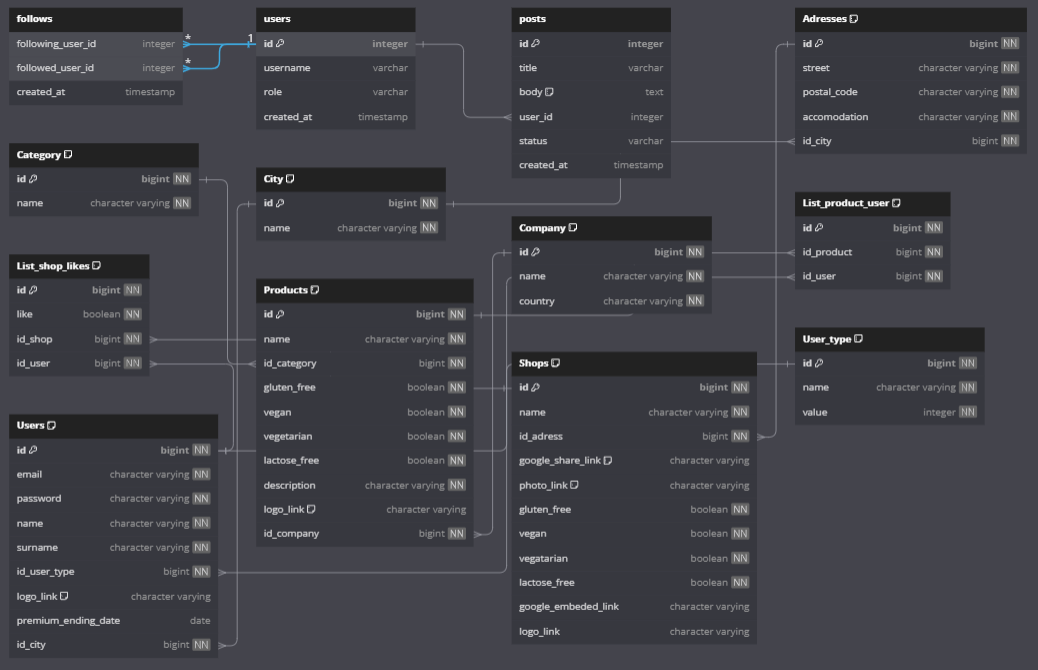 follows
following_user_id integer
followed_user_id integer
created_at timestamp
*
*
1
users
id integer
username varchar
role varchar
created_at timestamp
posts
id integer
title varchar
body text
user_id integer
status varchar
created_at timestamp
Adresses
id bigint NN
street character varying NN
postal_code character varying NN
accomodation character varying NN
id_city bigint NN
Category
id bigint NN
name character varying NN
City
id bigint NN
name character varying NN
Company
id bigint NN
name character varying NN
country character varying NN
List_product_user
id bigint NN
id_product bigint NN
id_user bigint NN
List_shop_likes
id bigint NN
like boolean NN
id_shop bigint NN
id_user bigint NN
Products
id bigint NN
name character varying NN
id_category bigint NN
gluten_free boolean NN
vegan boolean NN
vegetarian boolean NN
lactose_free boolean NN
description character varying NN
logo_link character varying
id_company bigint NN
Shops
id bigint NN
name character varying NN
id_adress bigint NN
google_share_link character varying
photo_link character varying
gluten_free boolean NN
vegan boolean NN
vegatarian boolean NN
lactose_free boolean NN
google_embeded_link character varying
logo_link character varying
User_type
id bigint NN
name character varying NN
value integer NN
Users
id bigint NN
email character varying NN
password character varying NN
name character varying NN
surname character varying NN
id_user_type bigint NN
logo_link character varying
premium_ending_date date
id_city bigint NN